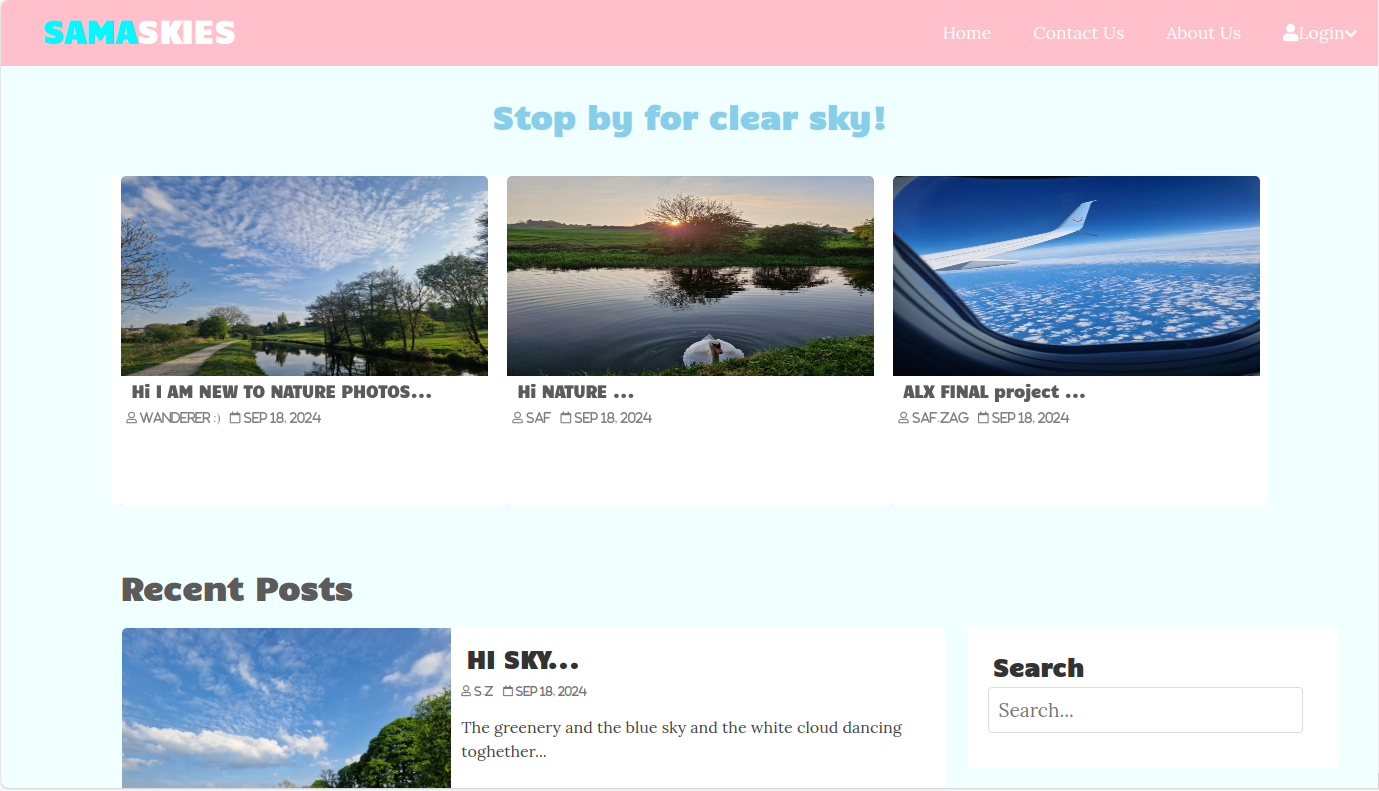 SAMASKIES
Home Contact Us About Us Login
Stop by for clear sky!
Hi I AM NEW TO NATURE PHOTOS...
WANDERER :) SEP 18, 2024
Hi NATURE ...
SAF SEP 18, 2024
ALX FINAL project ...
SAF.ZAG SEP 18, 2024
Recent Posts
HI SKY...
S.Z SEP 18, 2024
The greenery and the blue sky and the white cloud dancing
toghether...
Search
Search...